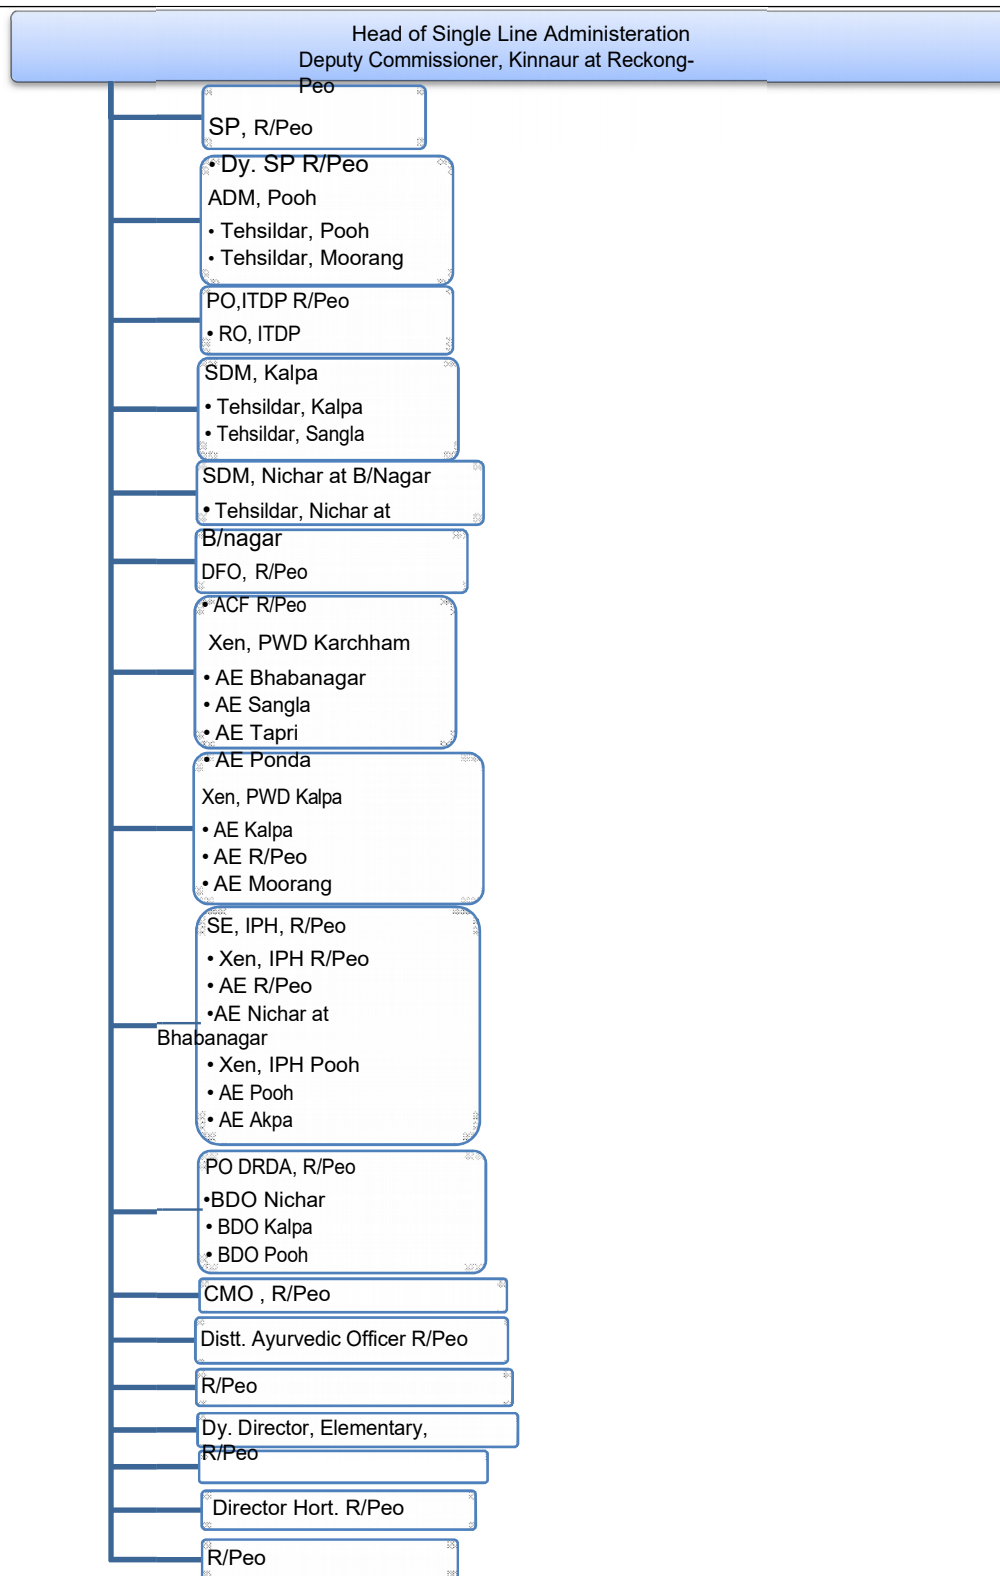 Head of Single Line Administeration
Deputy Commissioner, Kinnaur at Reckong-
Peo
SP, R/Peo
• Dy. SP R/Peo
ADM, Pooh
• Tehsildar, Pooh
• Tehsildar, Moorang
PO,ITDP R/Peo
• RO, ITDP
SDM, Kalpa
• Tehsildar, Kalpa
• Tehsildar, Sangla
SDM, Nichar at B/Nagar
• Tehsildar, Nichar at
B/nagar
DFO, R/Peo
• ACF R/Peo
Xen, PWD Karchham
• AE Bhabanagar
• AE Sangla
• AE Tapri
• AE Ponda
Xen, PWD Kalpa
• AE Kalpa
• AE R/Peo
• AE Moorang
SE, IPH, R/Peo
• Xen, IPH R/Peo
• AE R/Peo
•AE Nichar at
Bhabanagar
• Xen, IPH Pooh
• AE Pooh
• AE Akpa
PO DRDA, R/Peo
•BDO Nichar
• BDO Kalpa
• BDO Pooh
CMO , R/Peo
Distt. Ayurvedic Officer R/Peo
R/Peo
Dy. Director, Elementary,
R/Peo
Director Hort. R/Peo
R/Peo